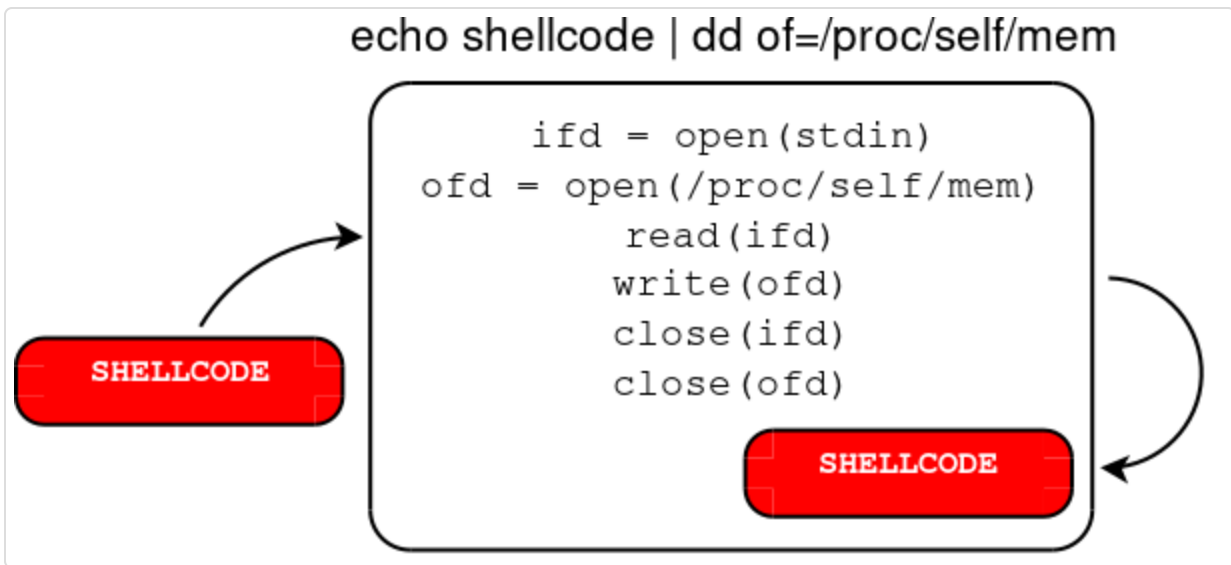 echo shellcode | dd of=/proc/self/mem
ifd = open(stdin)
ofd = open(/proc/self/mem)
read(ifd)
write(ofd)
close(ifd)
close(ofd)
SHELLCODE
SHELLCODE